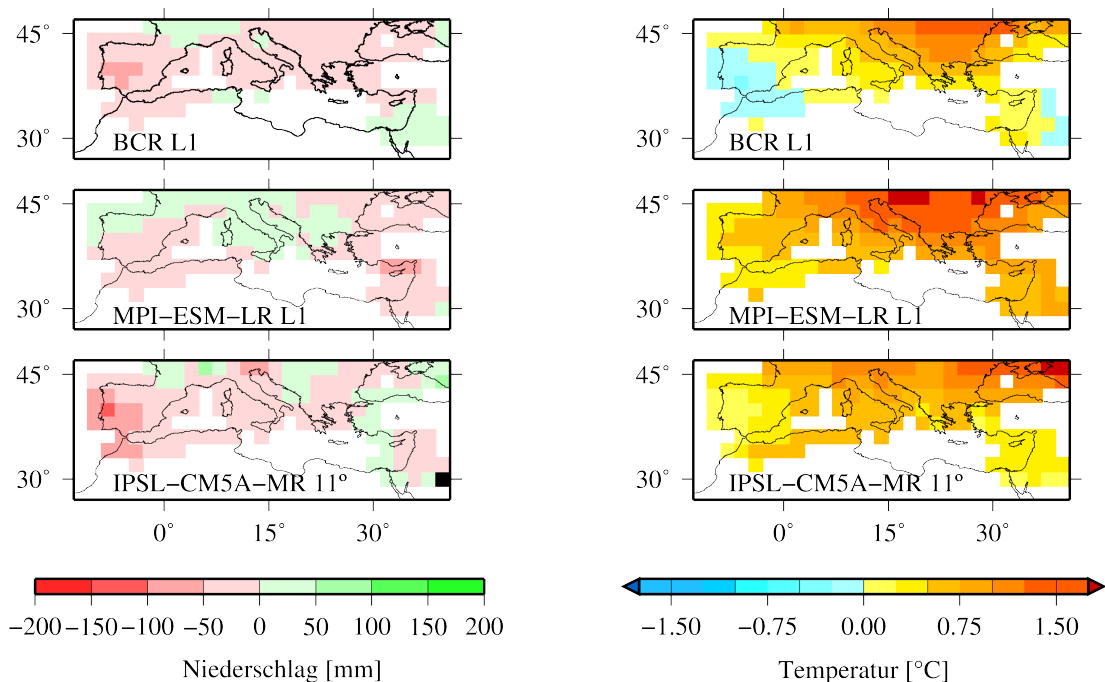 45°
30°
BCR L1
45°
30°
BCR L1
45°
30°
MPI−ESM−LR L1
45°
30°
MPI−ESM−LR L1
45°
30°
IPSL−CM5A−MR 11º
45°
30°
IPSL−CM5A−MR 11º
0° 15° 30°
0° 15° 30°
−200 −150 −100 −50 0 50 100 150 200
Niederschlag [mm]
−1.50 −0.75 0.00 0.75 1.50
Temperatur [°C]